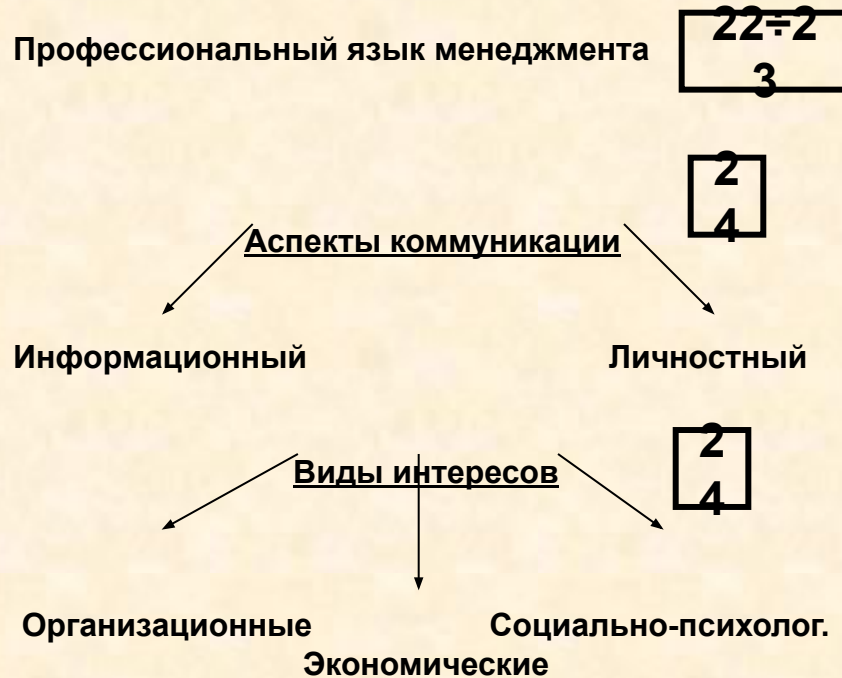 Профессиональный язык менеджмента
22÷2
3
2
4
Аспекты коммуникации
Информационный Личностный
2
4
Виды интересов
Организационные Социально-психолог.
Экономические